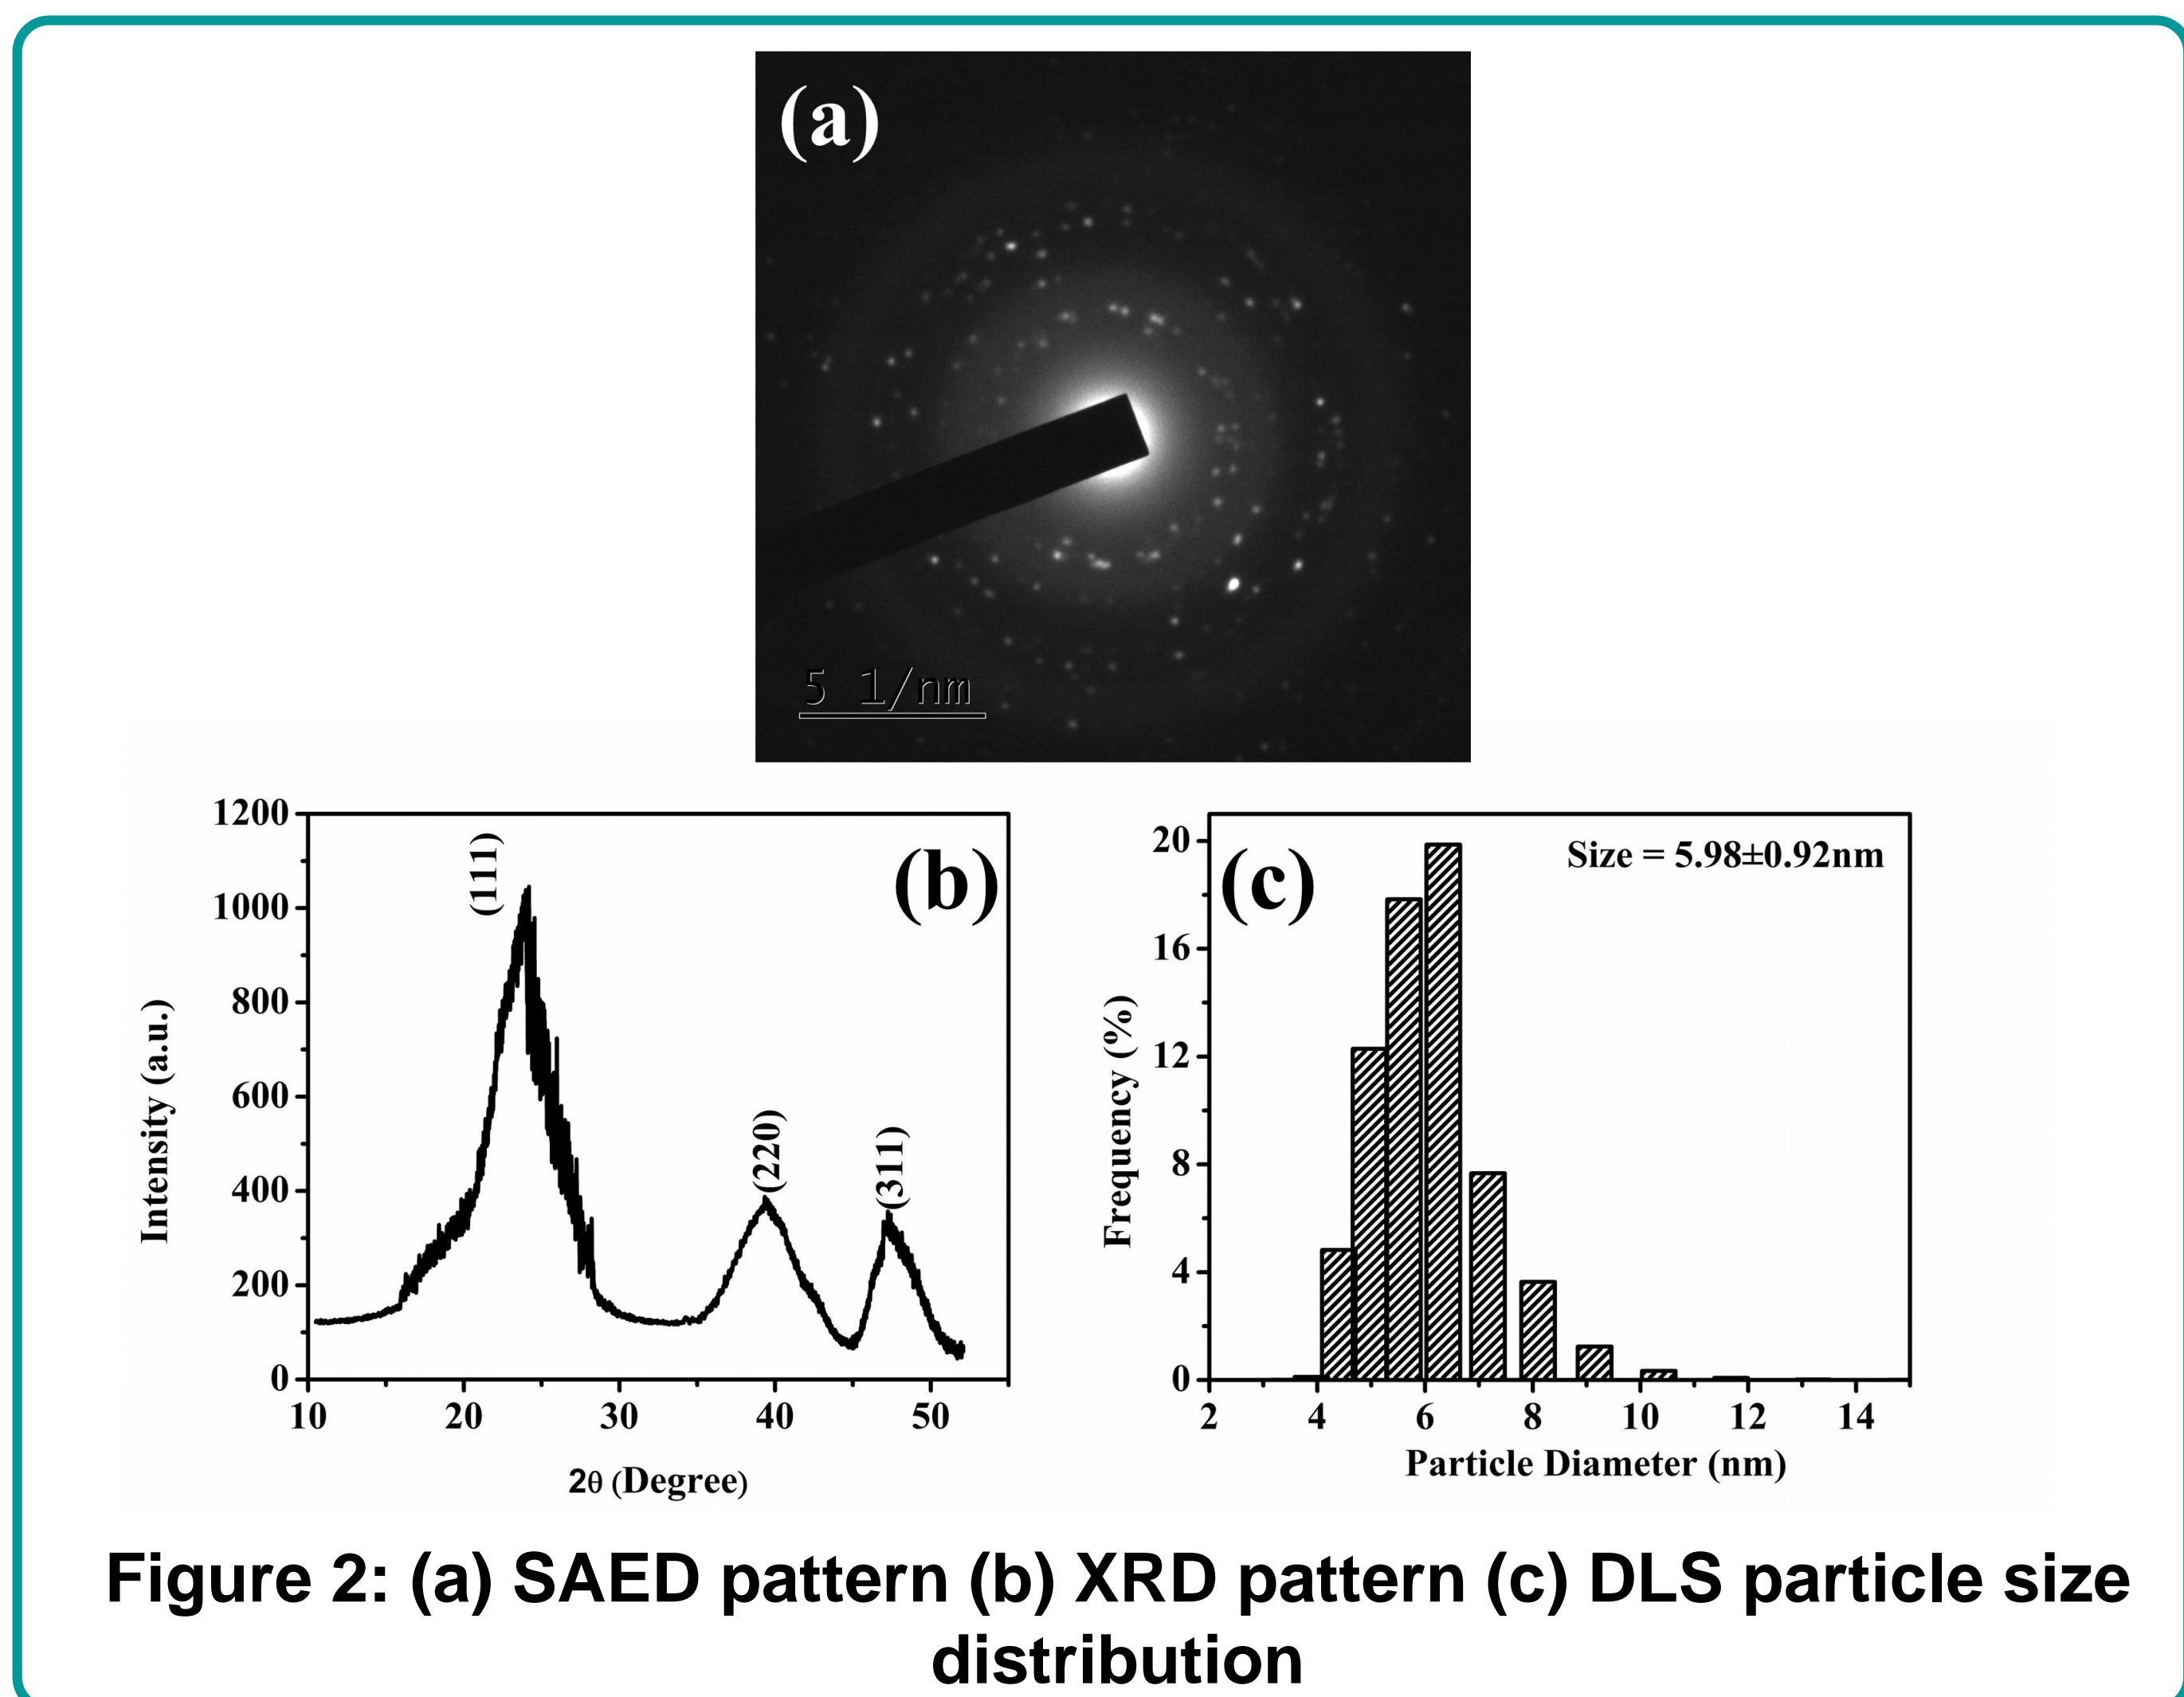 (a)
5 1/nm
(b)
(111)
(220)
(311)
1200
1000
800
600
400
200
0
Intensity (a.u.)
10 20 30 40 50
2θ (Degree)
(c)
Size = 5.98±0.92nm
20
16
12
8
4
0
Frequency (%)
2 4 6 8 10 12 14
Particle Diameter (nm)
Figure 2: (a) SAED pattern (b) XRD pattern (c) DLS particle size
distribution